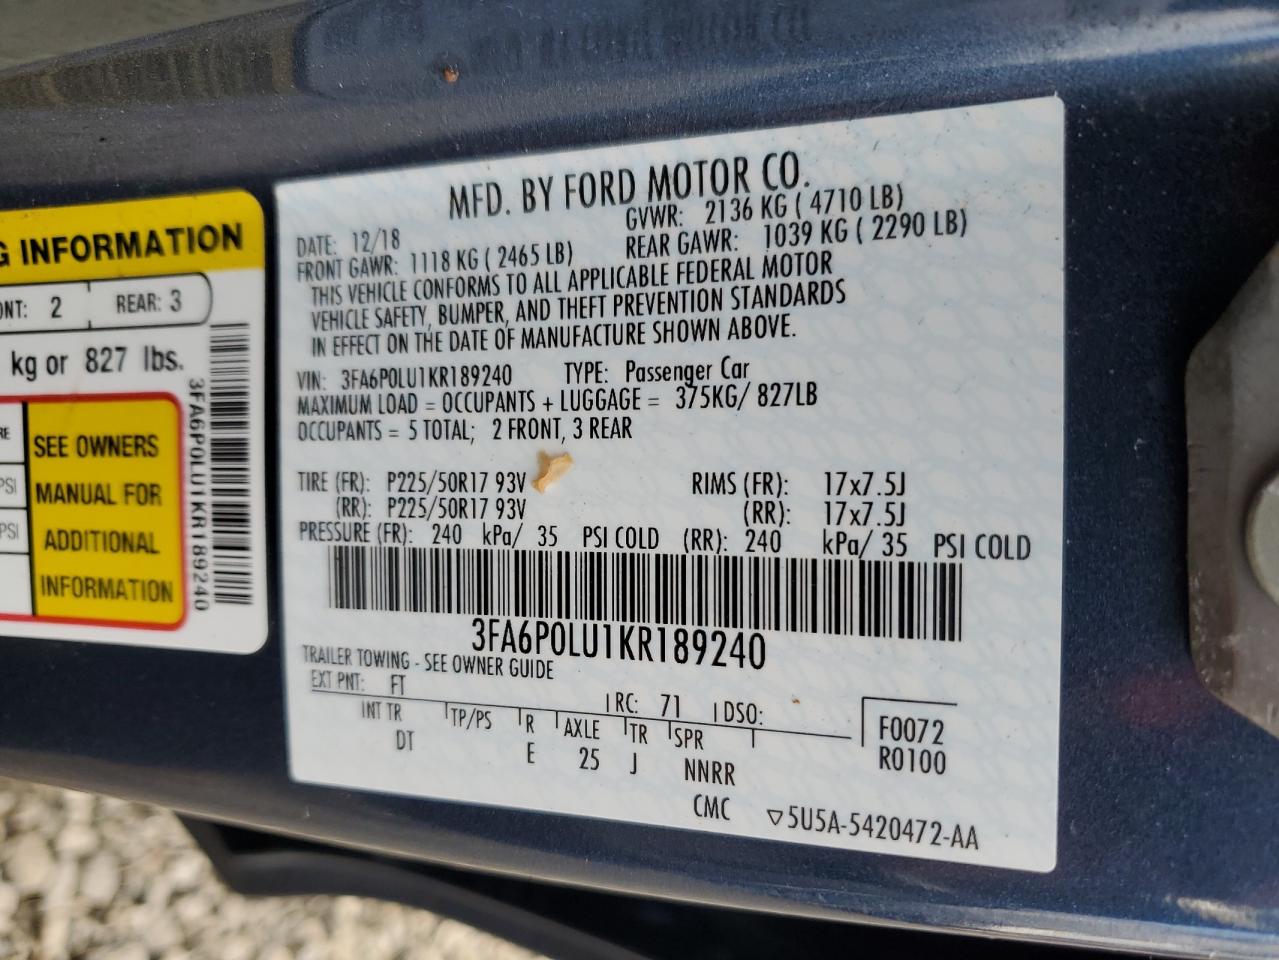 G INFORMATION
NT: 2 REAR: 3
kg or 827 lbs.
RE
PSI
PSI
SEE OWNERS
MANUAL FOR
ADDITIONAL
INFORMATION
3FA6P0LU1KR189240
MFD. BY FORD MOTOR CO.
DATE: 12/18 GVWR: 2136 KG ( 4710 LB)
FRONT GAWR: 1118 KG ( 2465 LB) REAR GAWR: 1039 KG ( 2290 LB)
THIS VEHICLE CONFORMS TO ALL APPLICABLE FEDERAL MOTOR
VEHICLE SAFETY, BUMPER, AND THEFT PREVENTION STANDARDS
IN EFFECT ON THE DATE OF MANUFACTURE SHOWN ABOVE.
VIN: 3FA6P0LU1KR189240 TYPE: Passenger Car
MAXIMUM LOAD = OCCUPANTS + LUGGAGE = 375KG/ 827LB
OCCUPANTS = 5 TOTAL; 2 FRONT, 3 REAR
TIRE (FR): P225/50R17 93V RIMS (FR): 17x7.5J
(RR): P225/50R17 93V (RR): 17x7.5J
PRESSURE (FR): 240 kPa/ 35 PSI COLD (RR): 240 kPa/ 35 PSI COLD
3FA6P0LU1KR189240
TRAILER TOWING - SEE OWNER GUIDE
EXT PNT: FT RC: 71 DSO:
INT TR TP/PS R AXLE TR SPR F0072
DT E 25 J NNRR R0100
CMC ▽5U5A-5420472-AA